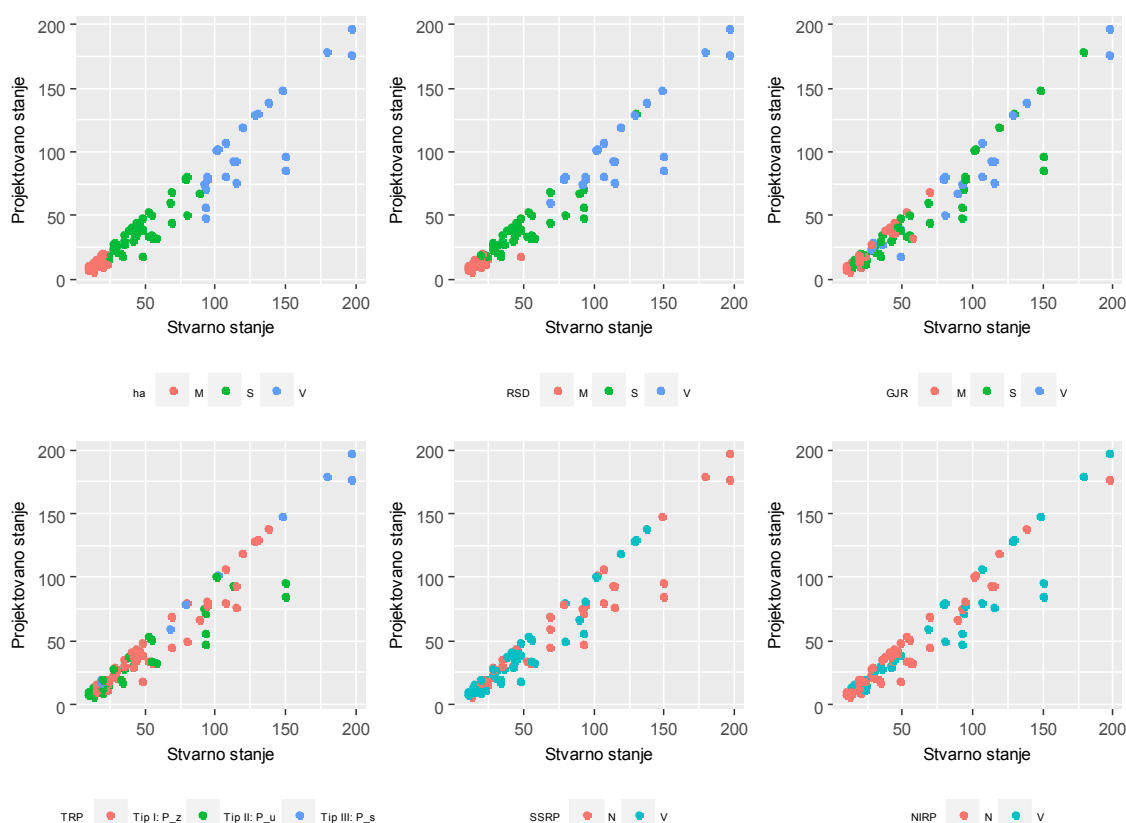 200
150
100
50
0
Projektovano stanje
50 100 150 200
Stvarno stanje
ha M S V
200
150
100
50
0
Projektovano stanje
50 100 150 200
Stvarno stanje
RSD M S V
200
150
100
50
0
Projektovano stanje
50 100 150 200
Stvarno stanje
GJR M S V
200
150
100
50
0
Projektovano stanje
50 100 150 200
Stvarno stanje
TRP Tip I: P_z Tip II: P_u Tip III: P_s
200
150
100
50
0
Projektovano stanje
50 100 150 200
Stvarno stanje
SSRP N V
200
150
100
50
0
Projektovano stanje
50 100 150 200
Stvarno stanje
NIRP N V